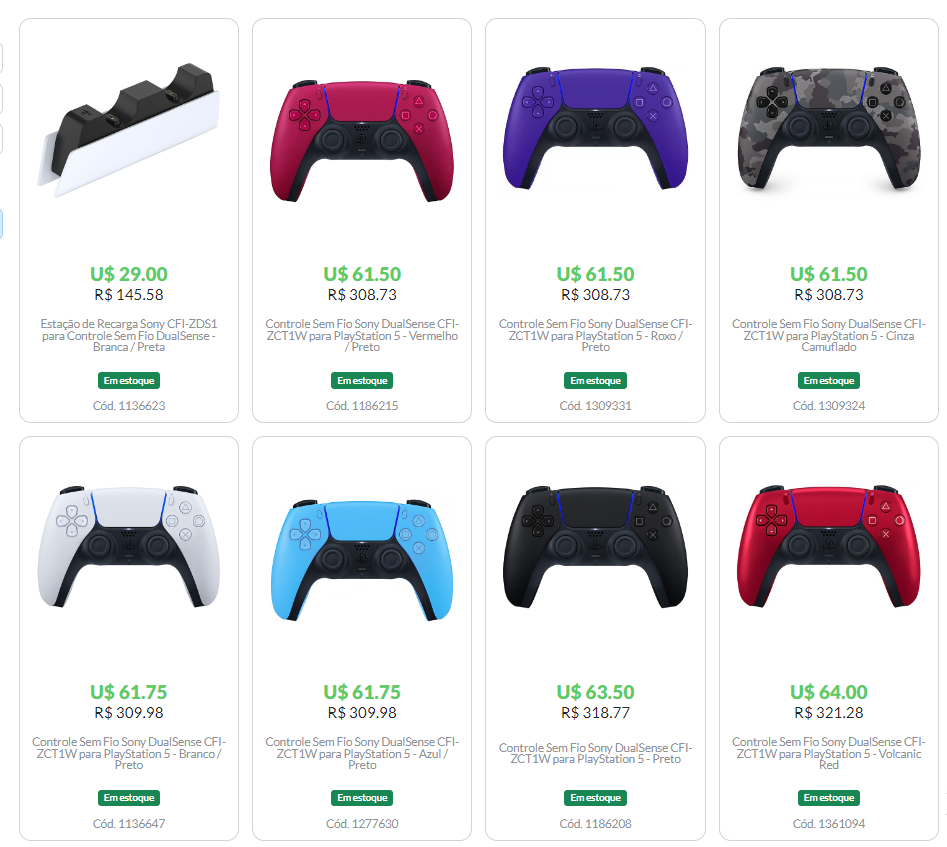 U$ 29.00
R$ 145.58
Estação de Recarga Sony CFI-ZDS1
para Controle Sem Fio DualSense -
Branca / Preta
Em estoque
Cód. 1136623
U$ 61.50
R$ 308.73
Controle Sem Fio Sony DualSense CFI-
ZCT1W para PlayStation 5 - Vermelho
/ Preto
Em estoque
Cód. 1186215
U$ 61.50
R$ 308.73
Controle Sem Fio Sony DualSense CFI-
ZCT1W para PlayStation 5 - Roxo /
Preto
Em estoque
Cód. 1309331
U$ 61.50
R$ 308.73
Controle Sem Fio Sony DualSense CFI-
ZCT1W para PlayStation 5 - Cinza
Camuflado
Em estoque
Cód. 1309324
U$ 61.75
R$ 309.98
Controle Sem Fio Sony DualSense CFI-
ZCT1W para PlayStation 5 - Branco /
Preto
Em estoque
Cód. 1136647
U$ 61.75
R$ 309.98
Controle Sem Fio Sony DualSense CFI-
ZCT1W para PlayStation 5 - Azul /
Preto
Em estoque
Cód. 1277630
U$ 63.50
R$ 318.77
Controle Sem Fio Sony DualSense CFI-
ZCT1W para PlayStation 5 - Preto
Em estoque
Cód. 1186208
U$ 64.00
R$ 321.28
Controle Sem Fio Sony DualSense CFI-
ZCT1W para PlayStation 5 - Volcanic
Red
Em estoque
Cód. 1361094